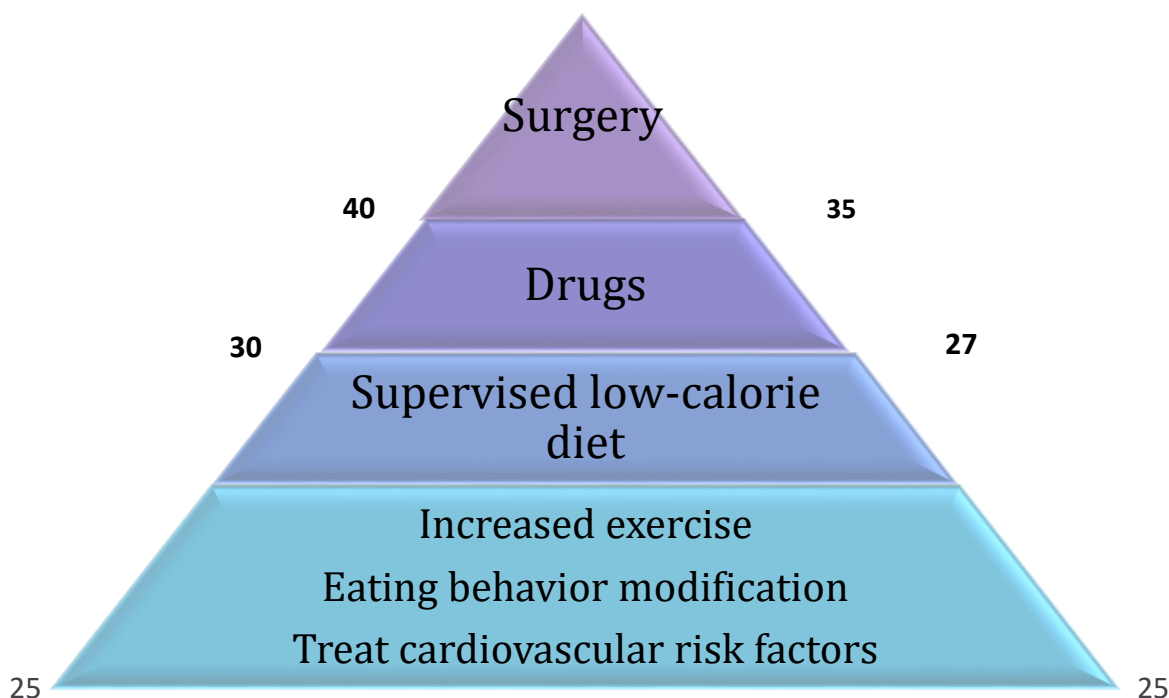 Surgery
40
35
Drugs
30
27
Supervised low-calorie
diet
Increased exercise
Eating behavior modification
Treat cardiovascular risk factors
25
25